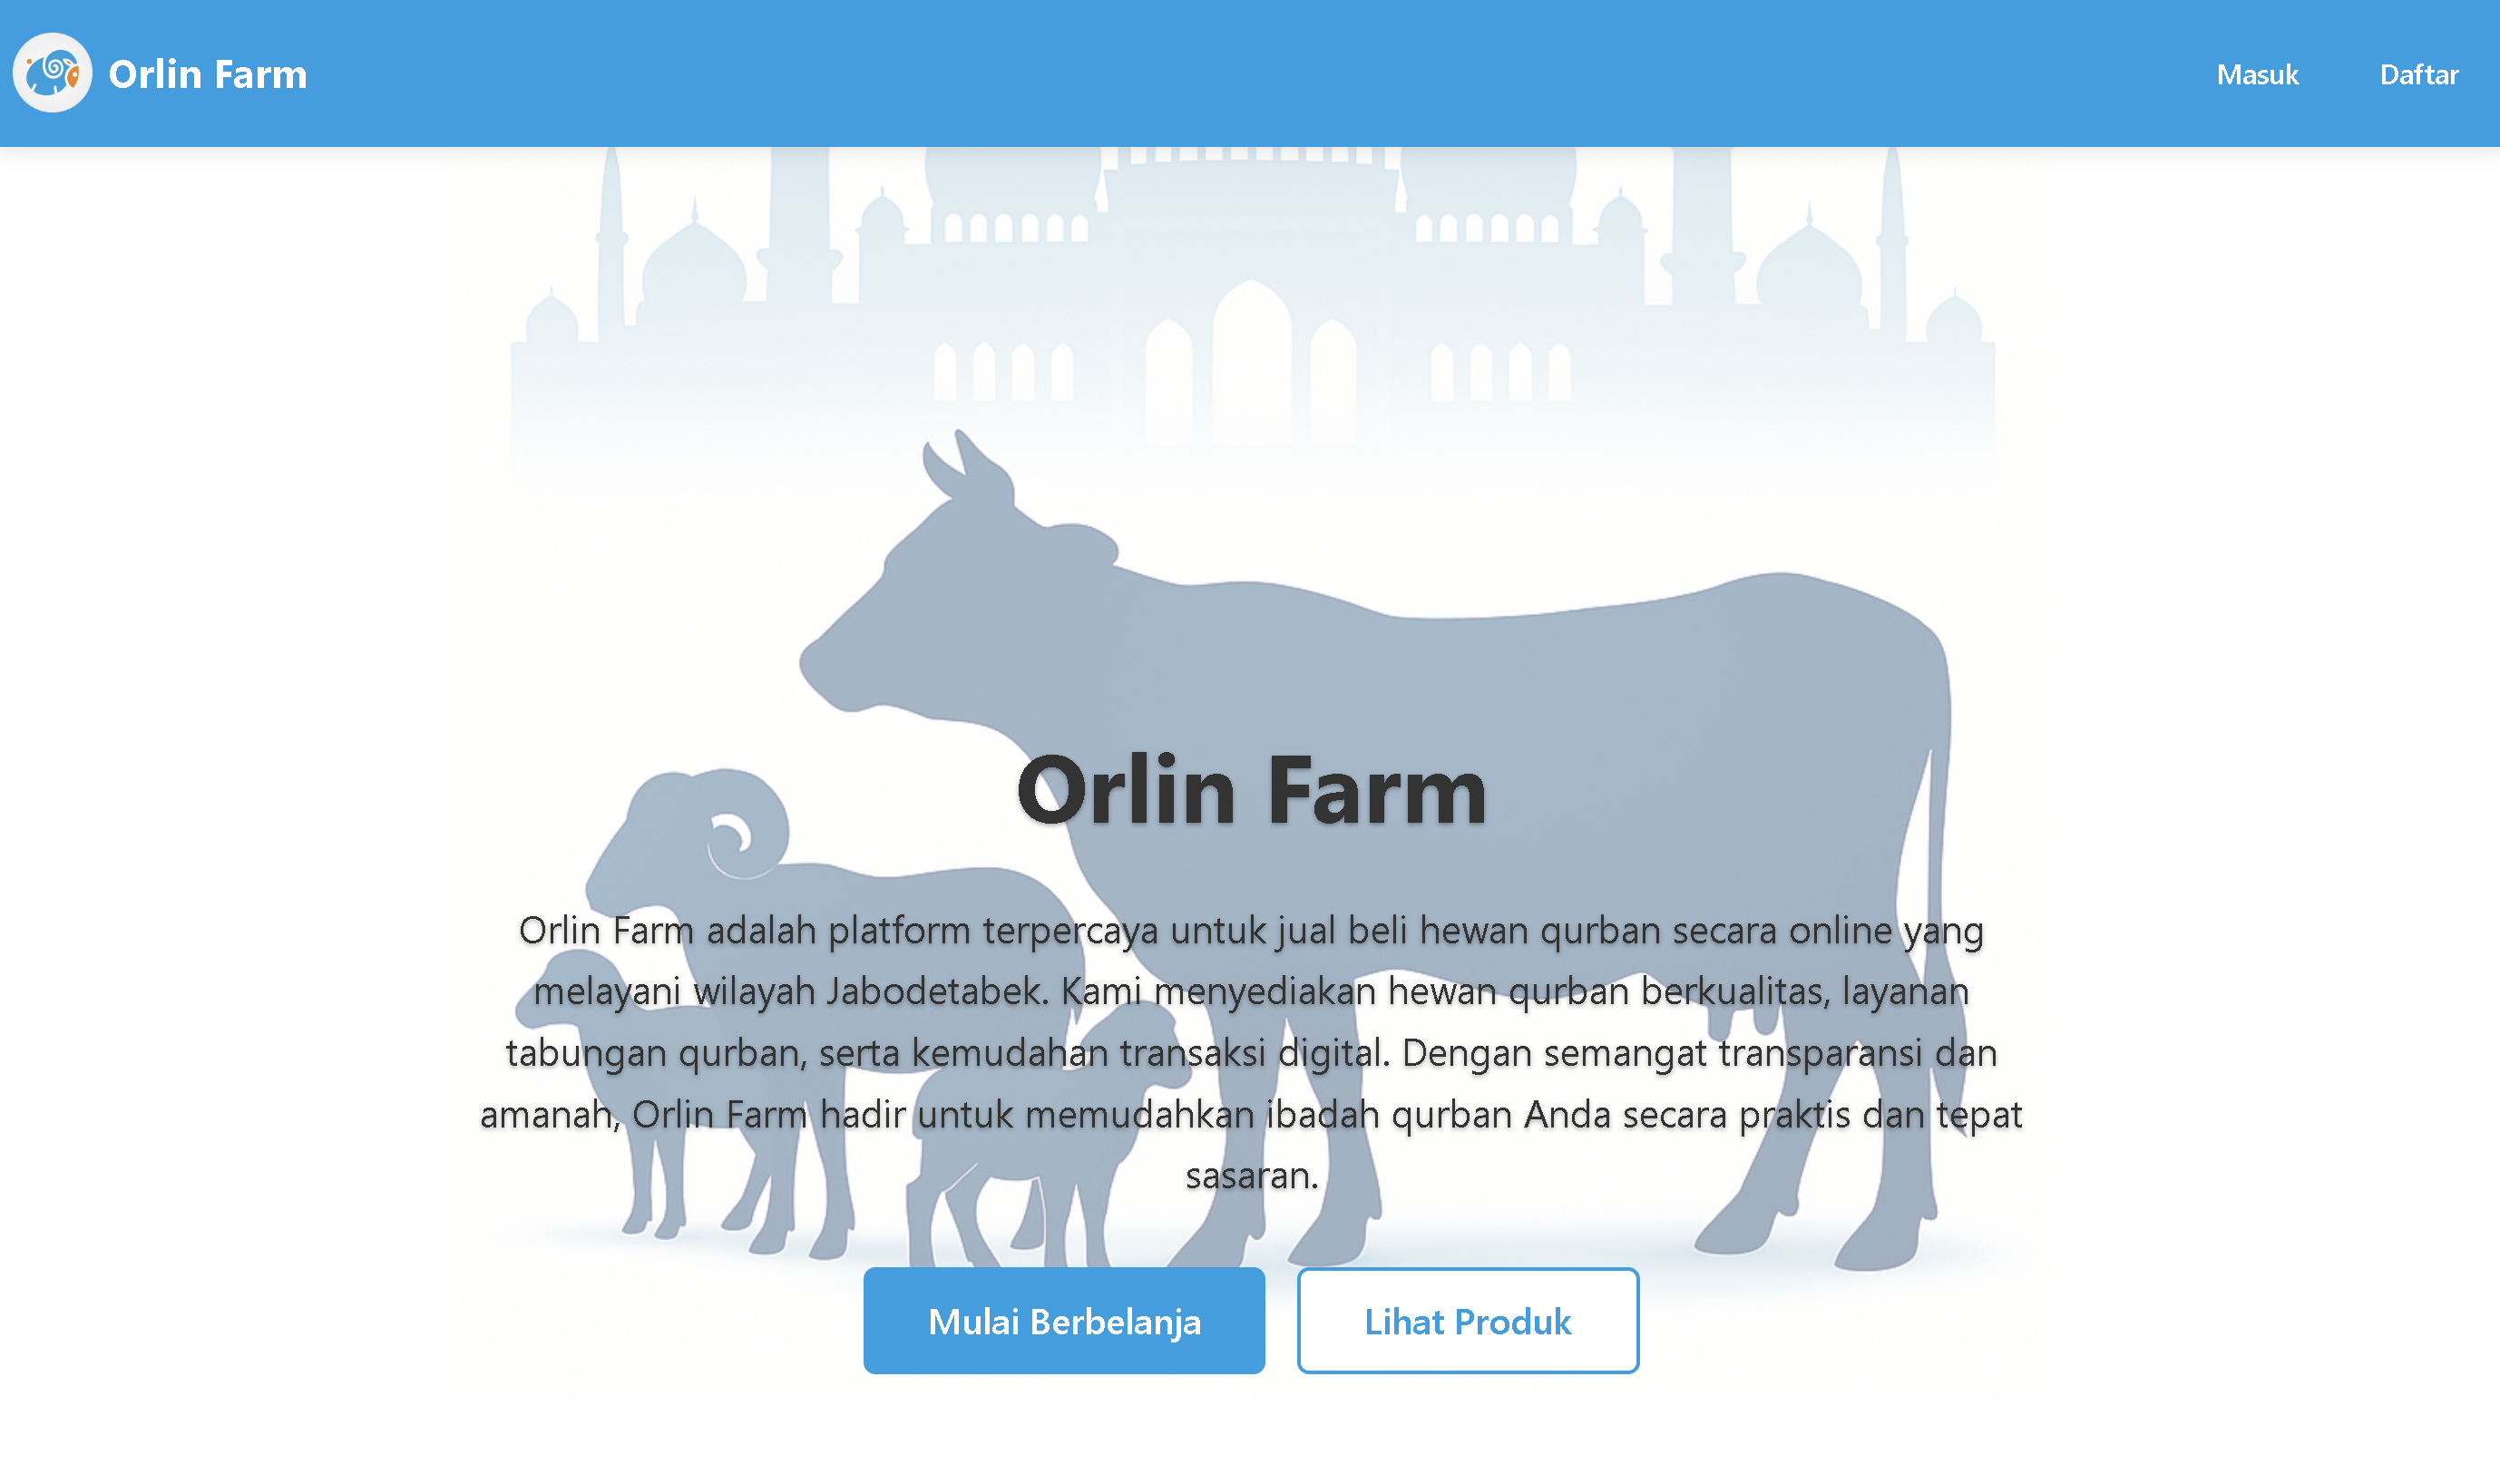 Orlin Farm
Masuk
Daftar
Orlin Farm
Orlin Farm adalah platform terpercaya untuk jual beli hewan qurban secara online yang
melayani wilayah Jabodetabek. Kami menyediakan hewan qurban berkualitas, layanan
tabungan qurban, serta kemudahan transaksi digital. Dengan semangat transparansi dan
amanah, Orlin Farm hadir untuk memudahkan ibadah qurban Anda secara praktis dan tepat
sasaran.
Mulai Berbelanja
Lihat Produk